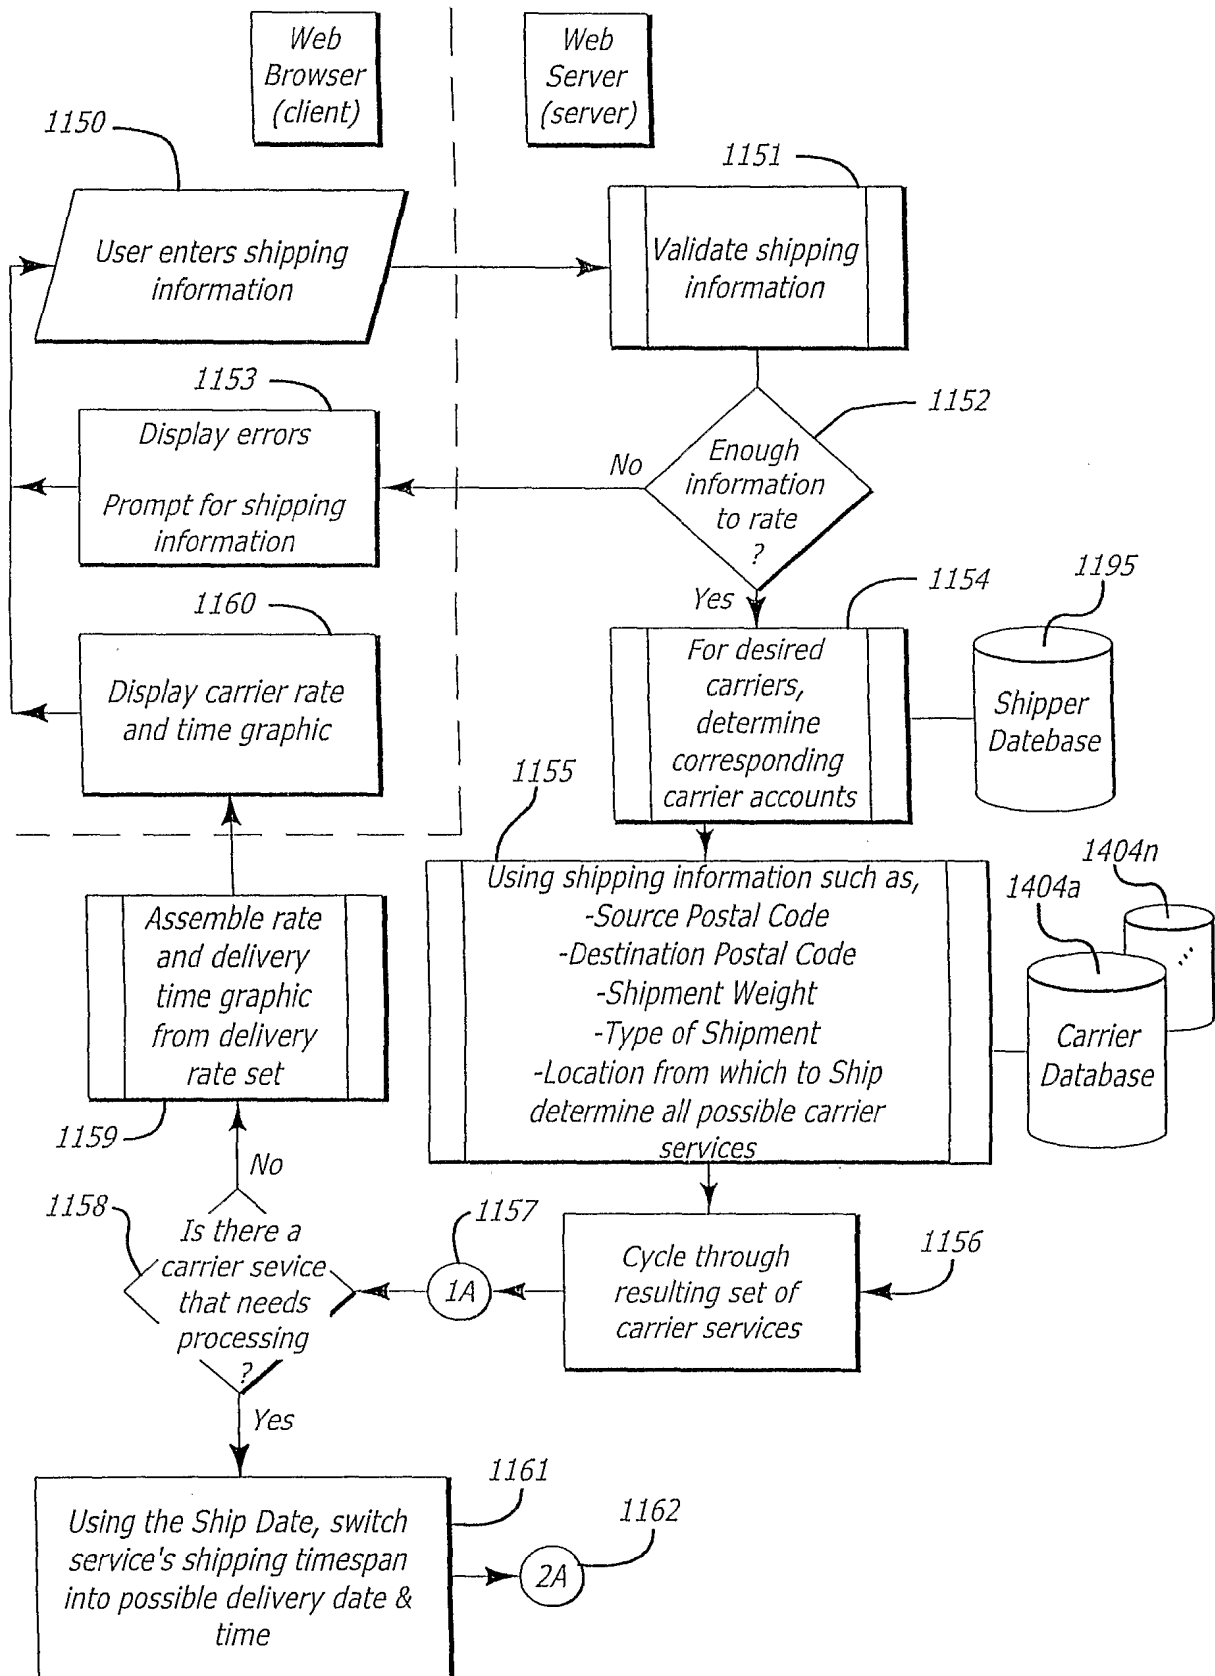 Web
Browser
(client)
Web
Server
(server)
1150
User enters shipping
information
1151
Validate shipping
information
1153
Display errors
Prompt for shipping
information
1152
Enough
information
to rate
?
No
Yes
1160
Display carrier rate
and time graphic
1154
For desired
carriers,
determine
corresponding
carrier accounts
1195
Shipper
Datebase
1155
Using shipping information such as,
-Source Postal Code
-Destination Postal Code
-Shipment Weight
-Type of Shipment
-Location from which to Ship
determine all possible carrier
services
1404n
1404a
Carrier
Database
Assemble rate
and delivery
time graphic
from delivery
rate set
1159
No
1158
Is there a
carrier sevice
that needs
processing
?
Yes
1157
1A
Cycle through
resulting set of
carrier services
1156
Using the Ship Date, switch
service's shipping timespan
into possible delivery date &
time
1161
1162
2A